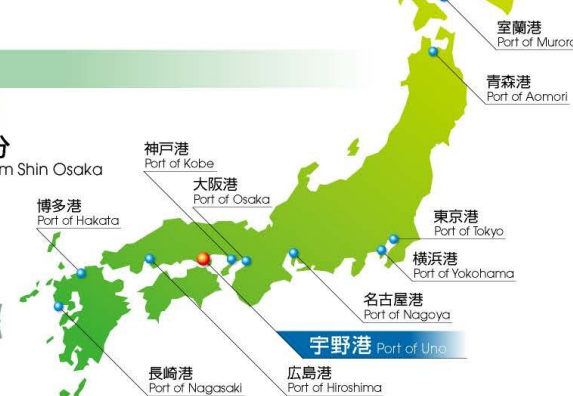 室蘭港
Port of
青森港
Port of Aomori
分
Shin Osaka
神戸港
Port of Kobe
大阪港
Port of Osaka
博多港
Port of Hakata
東京港
Port of Tokyo
横浜港
Port of Yokohama
名古屋港
Port of Nagoya
宇野港 Port of Uno
長崎港
Port of Nagasaki
広島港
Port of Hiroshima